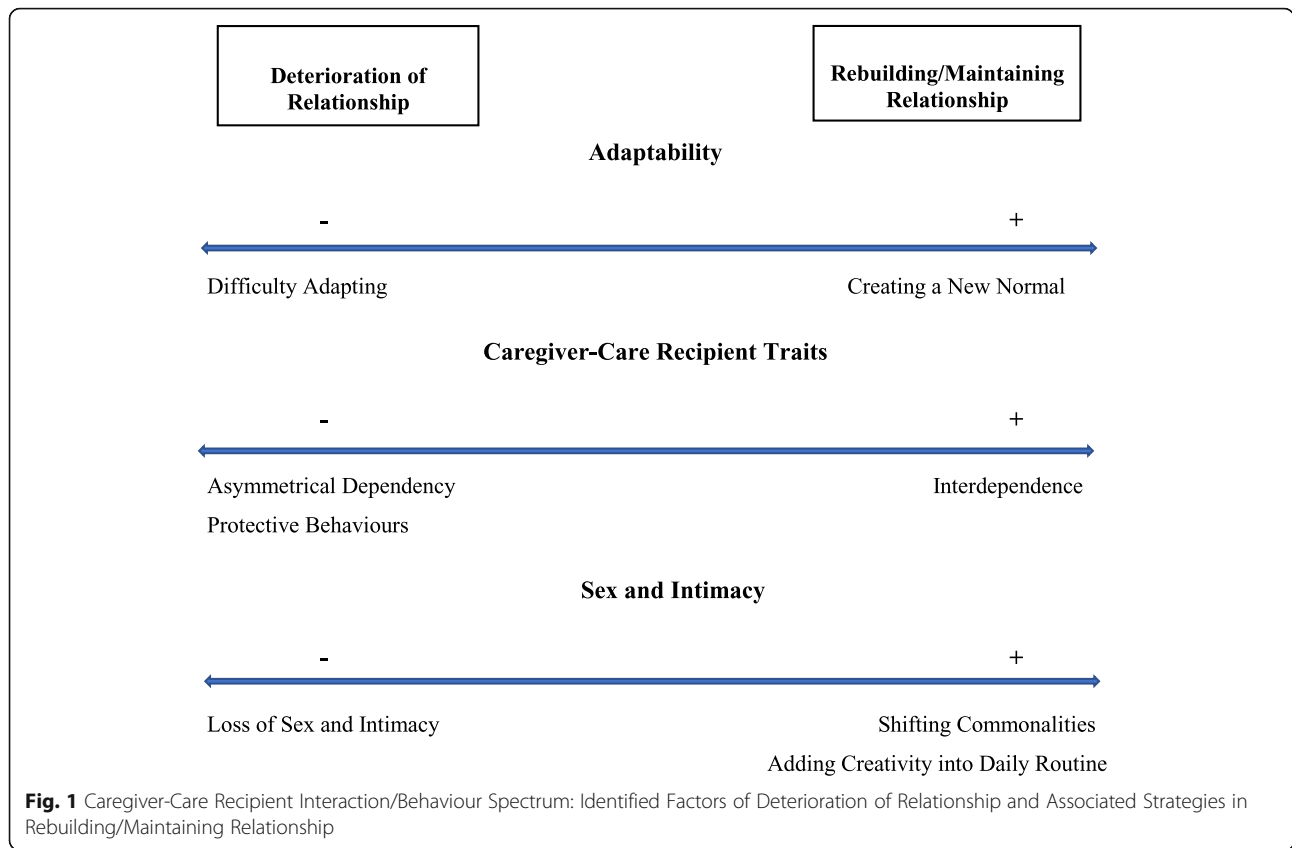 Deterioration of
Relationship
Rebuilding/Maintaining
Relationship
Adaptability
- +
Difficulty Adapting Creating a New Normal
Caregiver-Care Recipient Traits
- +
Asymmetrical Dependency Interdependence
Protective Behaviours
Sex and Intimacy
- +
Loss of Sex and Intimacy Shifting Commonalities
Adding Creativity into Daily Routine
Fig. 1 Caregiver-Care Recipient Interaction/Behaviour Spectrum: Identified Factors of Deterioration of Relationship and Associated Strategies in
Rebuilding/Maintaining Relationship